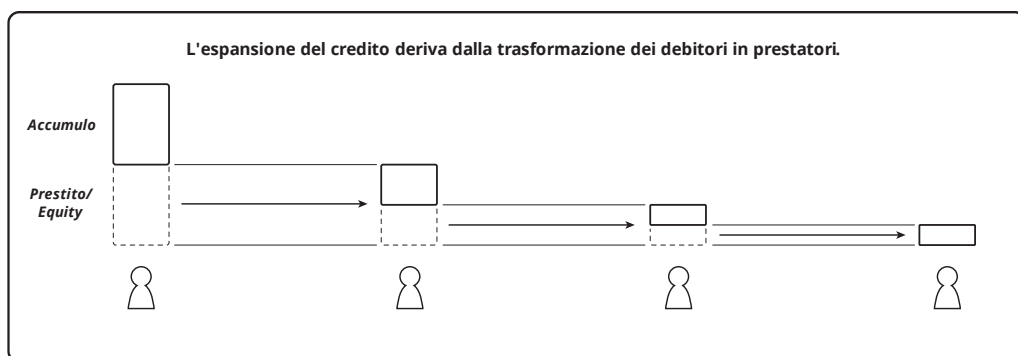 L'espansione del credito deriva dalla trasformazione dei debitori in prestatori.
Accumulo
Prestito/
Equity